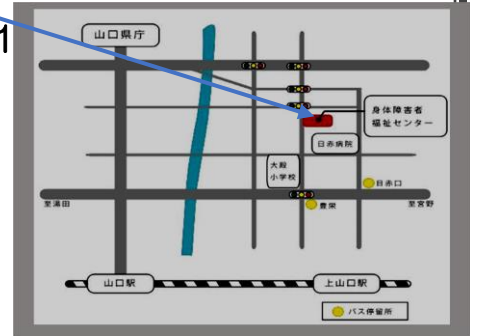 1
山口県庁
身体障害者
福祉センター
日赤病院
大殿
小学校
日赤口
至湯田
豊栄
至宮野
山口駅
上山口駅
バス停留所